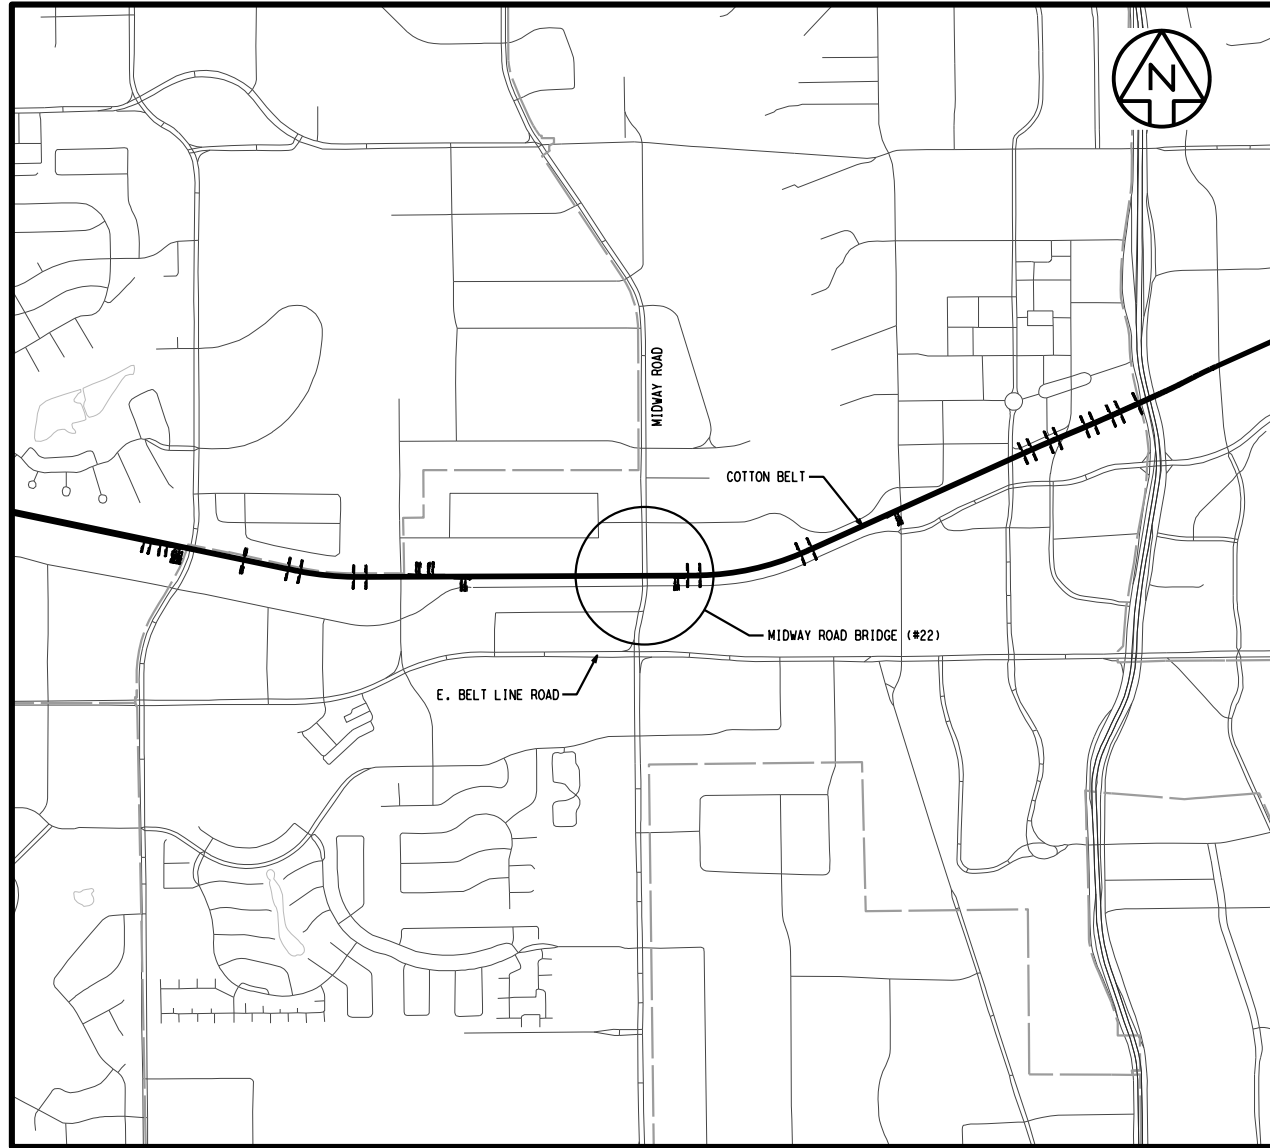 N
MIDWAY ROAD
COTTON BELT
MIDWAY ROAD BRIDGE (#22)
E. BELT LINE ROAD